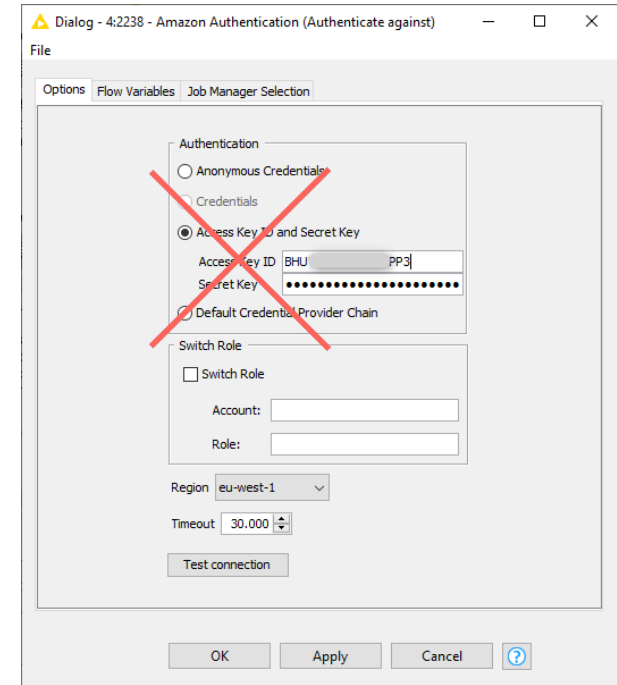 Dialog - 4:2238 - Amazon Authentication (Authenticate against)
File
Options Flow Variables Job Manager Selection
Authentication
Anonymous Credentials
Credentials
Access Key ID and Secret Key
Access Key ID BHU PP3
Secret Key ••••••••••••••••••••••
Default Credential Provider Chain
Switch Role
Switch Role
Account:
Role:
Region eu-west-1
Timeout 30.000
Test connection
OK Apply Cancel ?